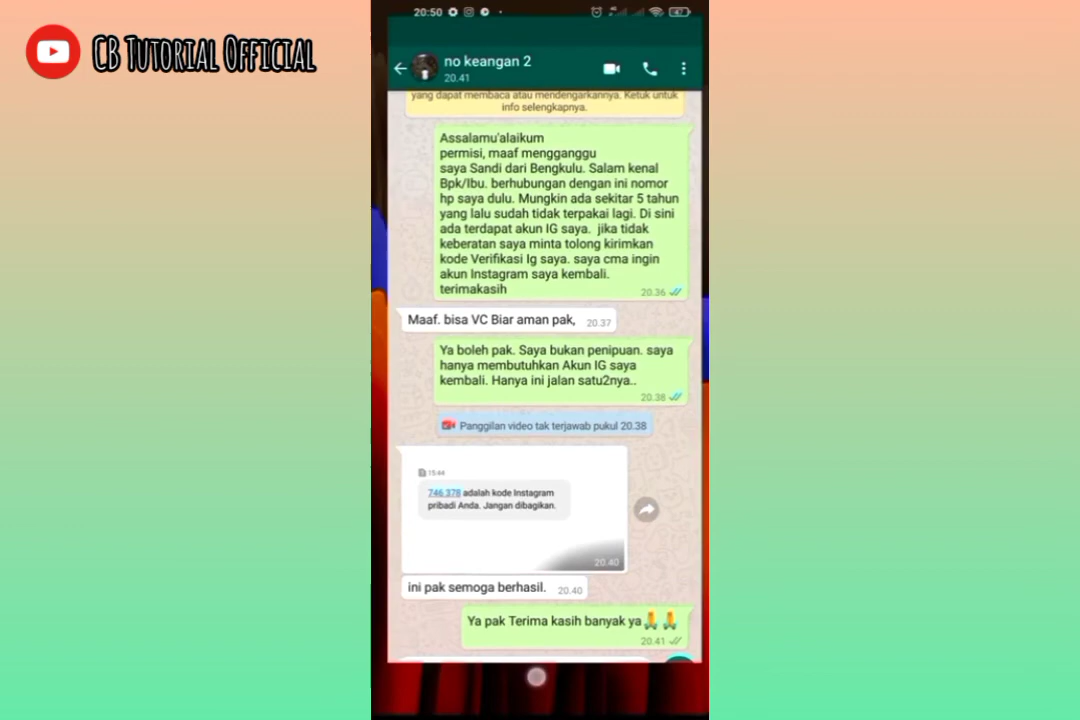 CB Tutorial Official
20:50
47
no keangan 2
20.41
yang dapat membaca atau mendengarkannya. Ketuk untuk
info selengkapnya.
Assalamu'alaikum
permisi, maaf mengganggu
saya Sandi dari Bengkulu. Salam kenal
Bpk/Ibu. berhubungan dengan ini nomor
hp saya dulu. Mungkin ada sekitar 5 tahun
yang lalu sudah tidak terpakai lagi. Di sini
ada terdapat akun IG saya. jika tidak
keberatan saya minta tolong kirimkan
kode Verifikasi Ig saya. saya cma ingin
akun Instagram saya kembali.
terimakasih
20.36
Maaf. bisa VC Biar aman pak,
20.37
Ya boleh pak. Saya bukan penipuan. saya
hanya membutuhkan Akun IG saya
kembali. Hanya ini jalan satu2nya..
20.38
Panggilan video tak terjawab pukul 20.38
15:44
746 378 adalah kode Instagram
pribadi Anda. Jangan dibagikan.
20.40
ini pak semoga berhasil.
20.40
Ya pak Terima kasih banyak ya
20.41